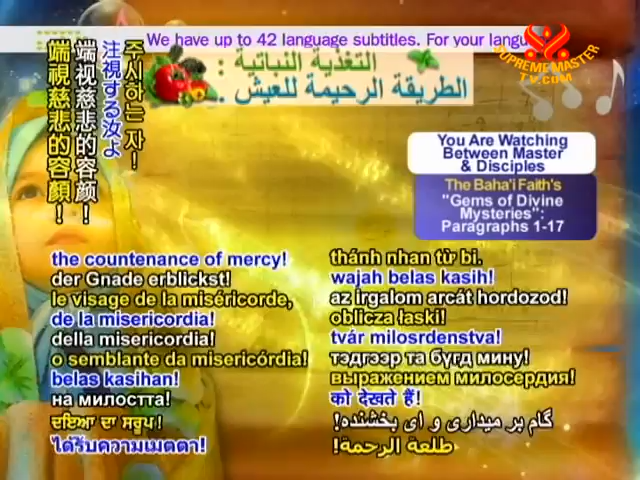 We have up to 42 language subtitles. For your langu
SUPREME MASTER
TV.COM
التغذية النباتية :
الطريقة الرحيمة للعيش .
주시하는 자!
注視する汝よ
端视慈悲的容颜！
端視慈悲的容顏！
You Are Watching
Between Master
& Disciples
The Baha'i Faith's
"Gems of Divine
Mysteries":
Paragraphs 1-17
the countenance of mercy!
der Gnade erblickst!
le visage de la miséricorde,
de la misericordia!
della misericordia!
o semblante da misericórdia!
belas kasihan!
на милостта!
ਦਇਆ ਦਾ ਸਰੂਪ!
ได้รับความเมตตา!
thánh nhan từ bi.
wajah belas kasih!
az irgalom arcát hordozod!
oblicza łaski!
tvár milosrdenstva!
тэдгээр та бүгд мину!
выражением милосердия!
को देखते हैं!
گام بر میداری و ای بخشنده!
طلعة الرحمة!